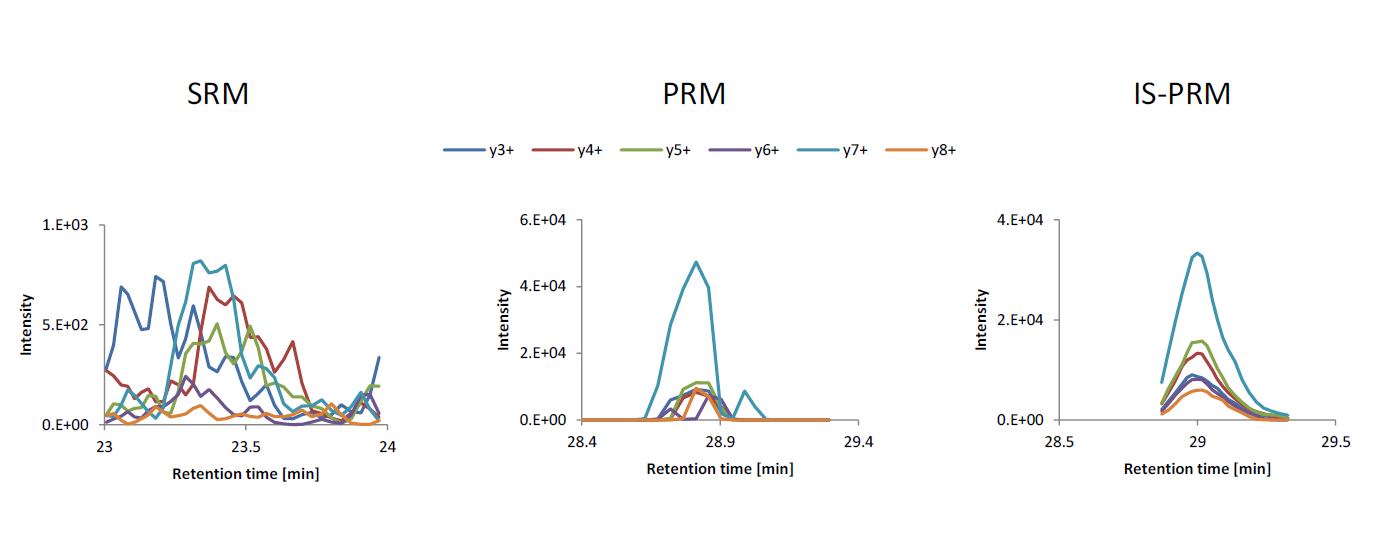 SRM
PRM
IS-PRM
y3+ y4+ y5+ y6+ y7+ y8+
Intensity
1.E+03
5.E+02
0.E+00
23 23.5 24
Retention time [min]
Intensity
6.E+04
4.E+04
2.E+04
0.E+00
28.4 28.9 29.4
Retention time [min]
Intensity
4.E+04
2.E+04
0.E+00
28.5 29 29.5
Retention time [min]